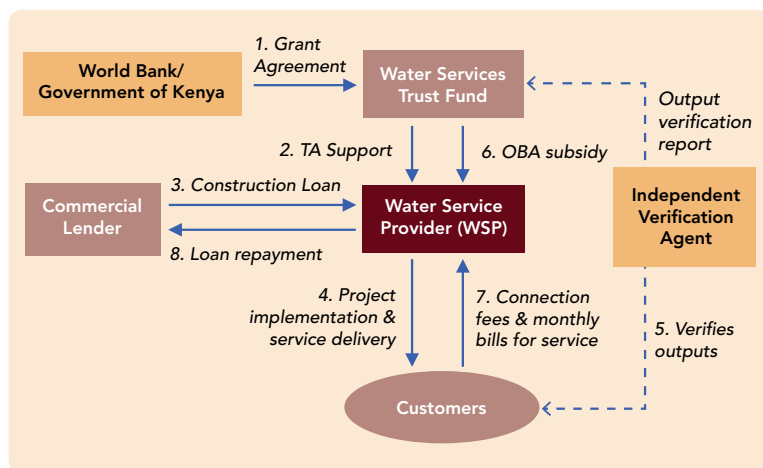 World Bank/
Government of Kenya
1. Grant
Agreement
Water Services
Trust Fund
Output
verification
report
2. TA Support
6. OBA subsidy
Commercial
Lender
3. Construction Loan
8. Loan repayment
Water Service
Provider (WSP)
Independent
Verification
Agent
4. Project
implementation &
service delivery
7. Connection
fees & monthly
bills for service
5. Verifies
outputs
Customers